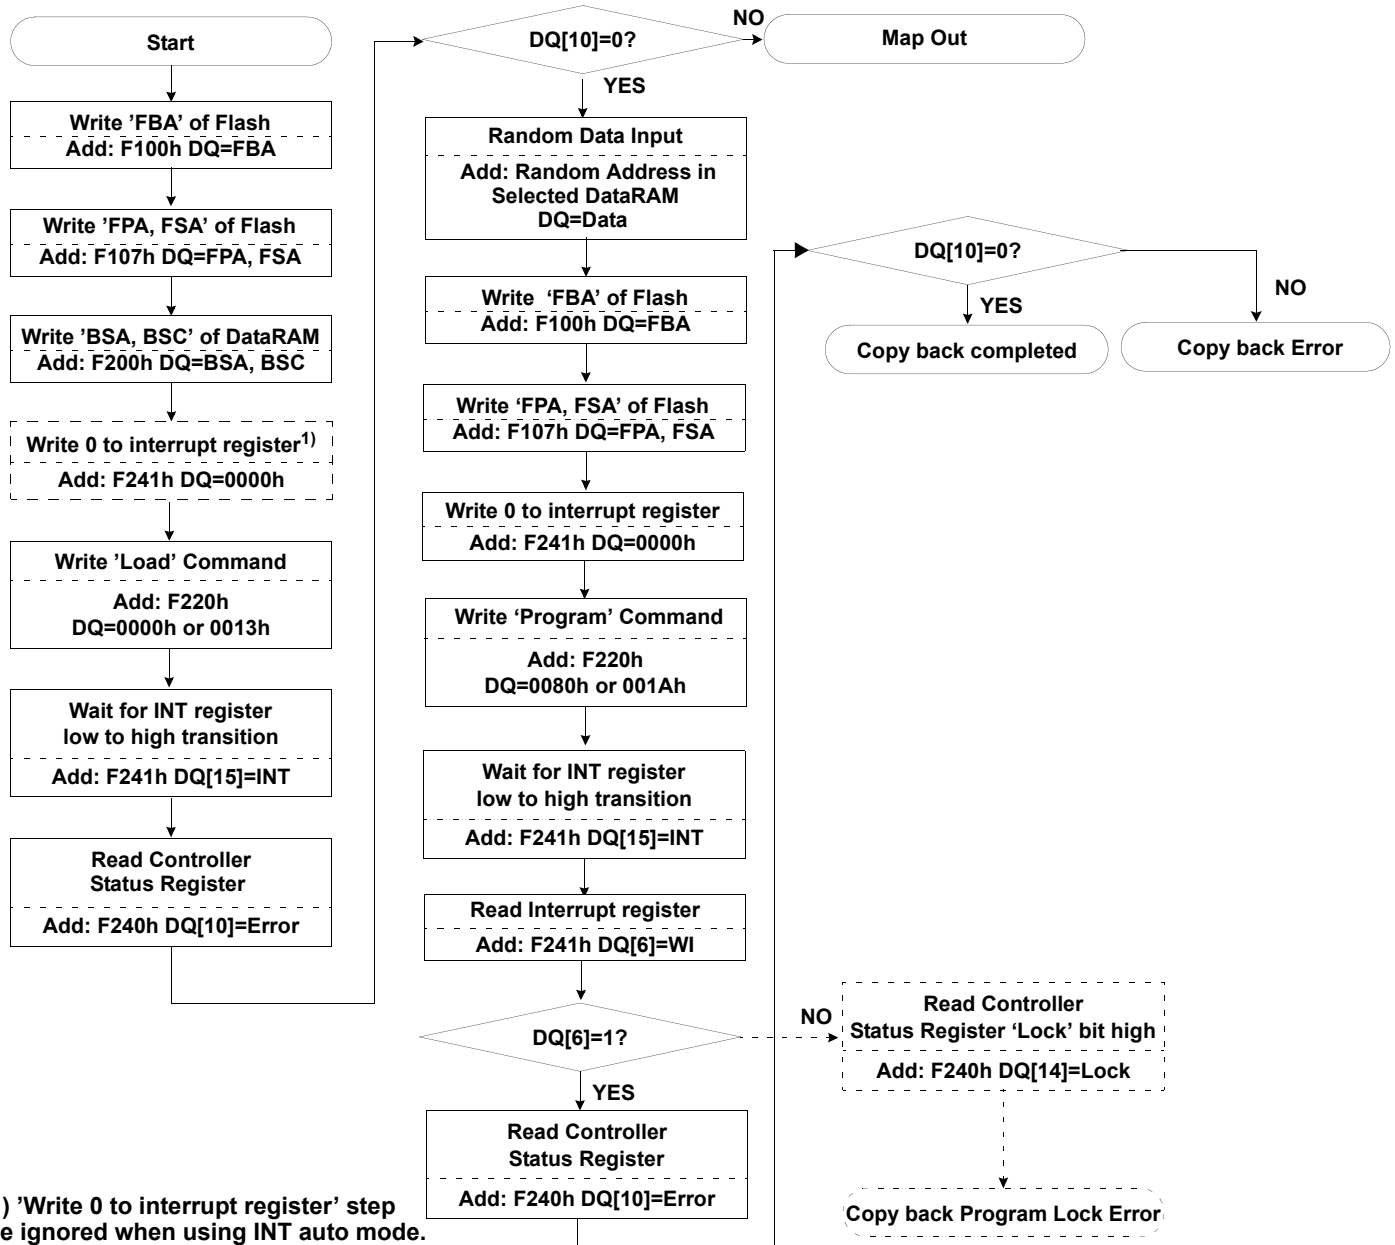 Start
Write ’FBA’ of Flash
Add: F100h DQ=FBA
Write ’FPA, FSA’ of Flash
Add: F107h DQ=FPA, FSA
Write ’BSA, BSC’ of DataRAM
Add: F200h DQ=BSA, BSC
Write 0 to interrupt register1)
Add: F241h DQ=0000h
Write ’Load’ Command
Add: F220h
DQ=0000h or 0013h
Wait for INT register
low to high transition
Add: F241h DQ[15]=INT
Read Controller
Status Register
Add: F240h DQ[10]=Error
DQ[10]=0?
NO
Map Out
YES
Random Data Input
Add: Random Address in
Selected DataRAM
DQ=Data
Write ‘FBA’ of Flash
Add: F100h DQ=FBA
Write ‘FPA, FSA’ of Flash
Add: F107h DQ=FPA, FSA
Write 0 to interrupt register
Add: F241h DQ=0000h
Write ‘Program’ Command
Add: F220h
DQ=0080h or 001Ah
Wait for INT register
low to high transition
Add: F241h DQ[15]=INT
Read Interrupt register
Add: F241h DQ[6]=WI
DQ[6]=1?
NO
YES
Read Controller
Status Register
Add: F240h DQ[10]=Error
DQ[10]=0?
YES
NO
Copy back completed
Copy back Error
Read Controller
Status Register ‘Lock’ bit high
Add: F240h DQ[14]=Lock
Copy back Program Lock Error
) ’Write 0 to interrupt register’ step
e ignored when using INT auto mode.